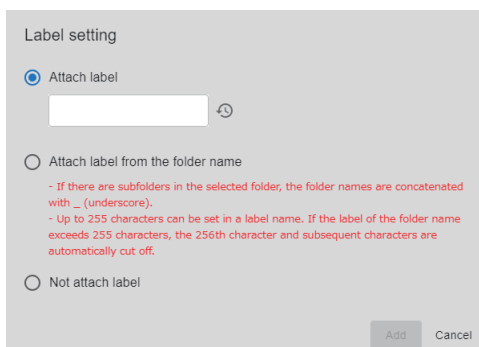 Label setting
Attach label
Attach label from the folder name
- If there are subfolders in the selected folder, the folder names are concatenated
with _ (underscore).
- Up to 255 characters can be set in a label name. If the label of the folder name
exceeds 255 characters, the 256th character and subsequent characters are
automatically cut off.
Not attach label
Add Cancel